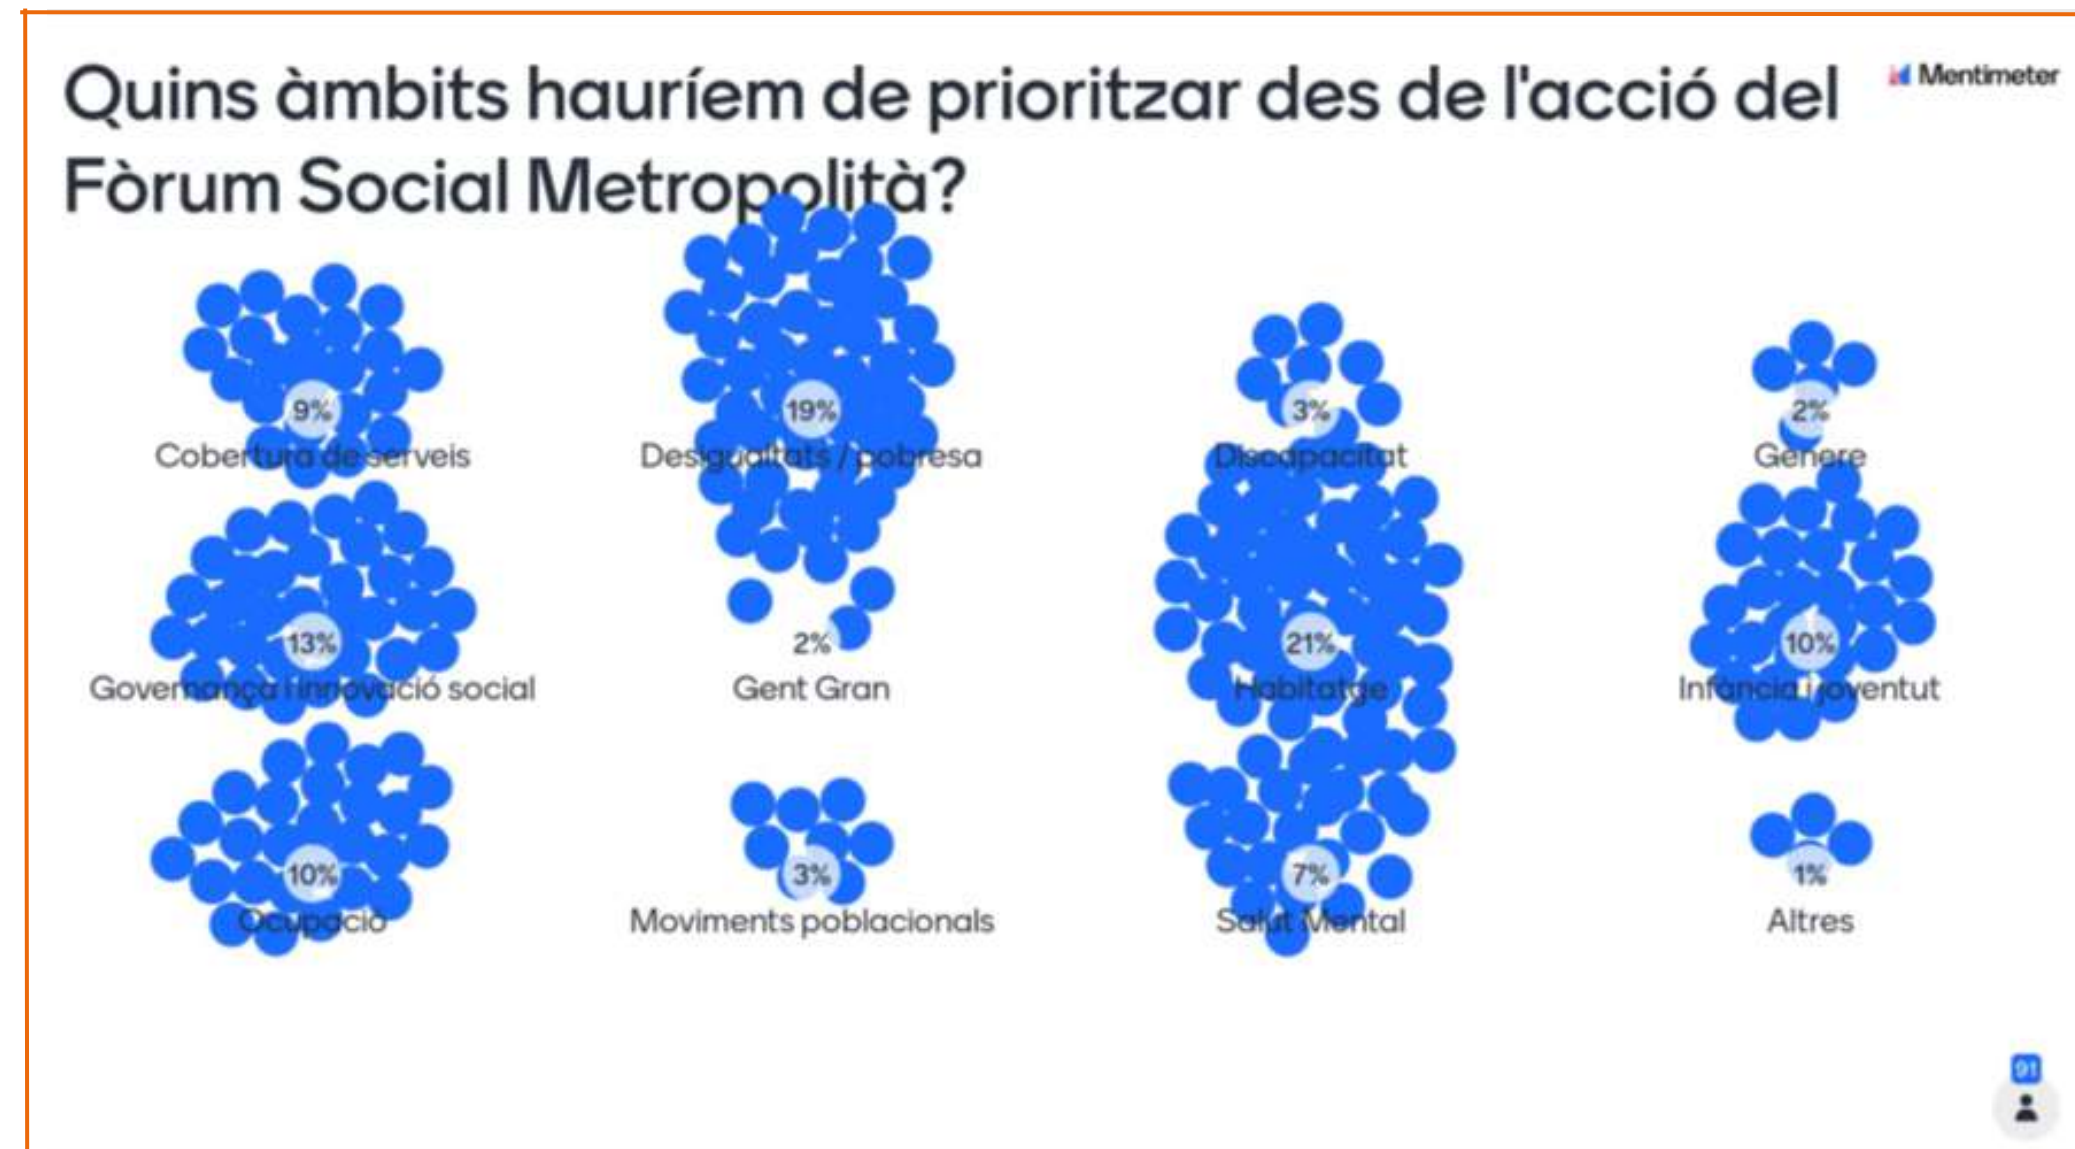 Quins àmbits hauríem de prioritzar des de l'acció del
Fòrum Social Metropolità?
Mentimeter
9%
Cobertura de serveis
19%
Desigualtats / pobresa
3%
Discapacitat
2%
Gènere
13%
Governança i innovació social
2%
Gent Gran
21%
Habitatge
10%
Infància i joventut
10%
Ocupació
3%
Moviments poblacionals
7%
Salut Mental
1%
Altres
91